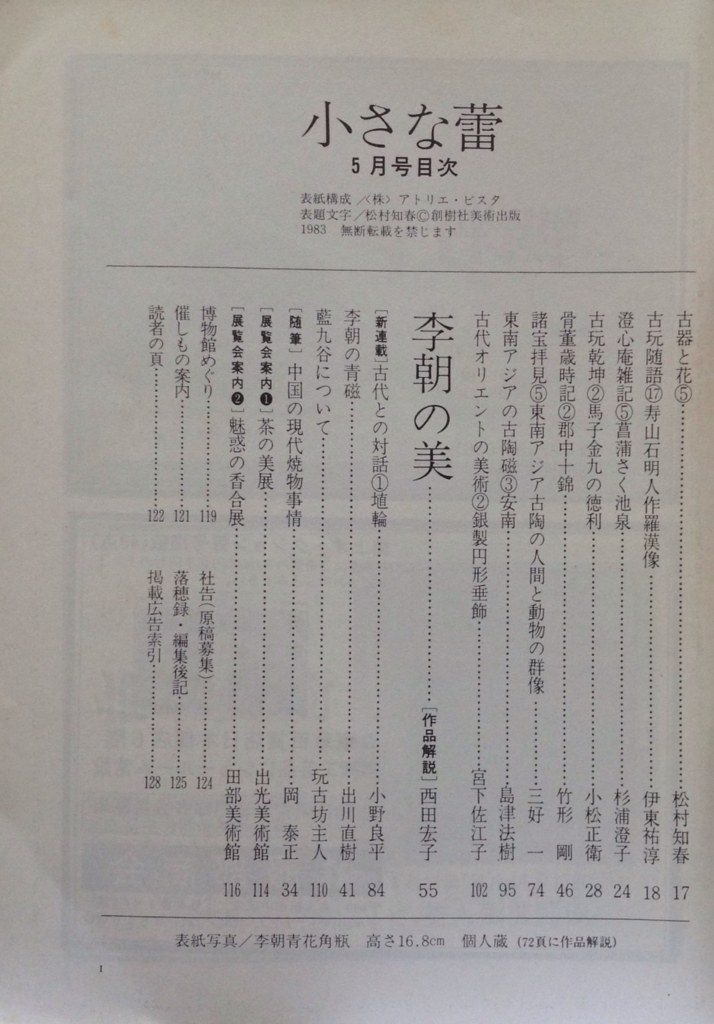 小さな蕾
5月号目次
表紙構成／〈株〉アトリエ・ビスタ
表題文字／松村知春©創樹社美術出版
1983　無断転載を禁じます
古器と花⑤……松村知春 17
古玩随語⑰寿山石明人作羅漢像……伊東祐淳 18
澄心庵雑記⑤菖蒲さく池泉……杉浦澄子 24
古玩乾坤②馬子金九の徳利……小松正衛 28
骨董歳時記②郡中十錦……竹形　剛 46
諸宝拝見⑤東南アジア古陶の人間と動物の群像……三好　一 74
東南アジアの古陶磁③安南……島津法樹 95
古代オリエントの美術②銀製円形垂飾……宮下佐江子 102
李朝の美……［作品解説］西田宏子 55
［新連載］古代との対話①埴輪……小野良平 84
李朝の青磁……出川直樹 41
藍九谷について……玩古坊主人 110
［随筆］中国の現代焼物事情……岡　泰正 34
［展覧会案内❶］茶の美展……出光美術館 114
［展覧会案内❷］魅惑の香合展……田部美術館 116
博物館めぐり……119
催しもの案内……121
読者の頁……122
社告（原稿募集）……124
落穂録・編集後記……125
掲載広告索引……128
表紙写真／李朝青花角瓶　高さ16.8cm　個人蔵（72頁に作品解説）
1